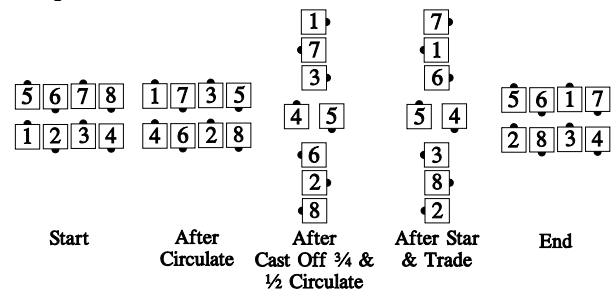 1 7
7 1
3 6
5 6 7 8 1 7 3 5 4 5 5 4 5 6 1 7
1 2 3 4 4 6 2 8 6 3 2 8 3 4
2 8
8 2
Start After After After Star End
Circulate Cast Off ¾ & & Trade
½ Circulate